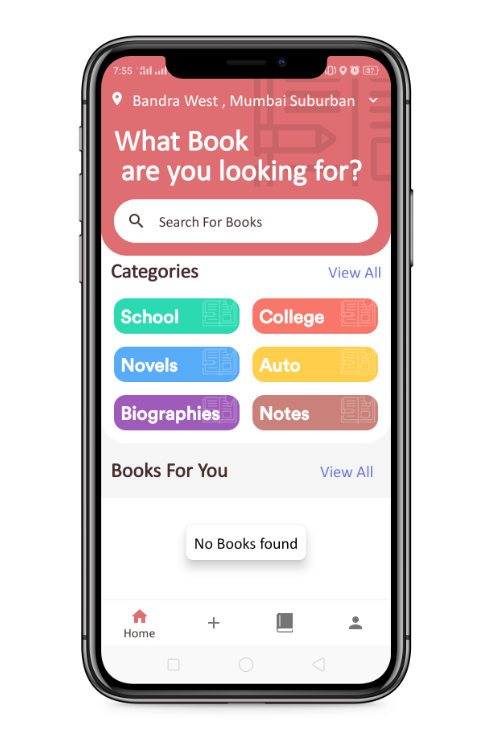 7:55
97
Bandra West , Mumbai Suburban
What Book
are you looking for?
Search For Books
Categories
View All
School
College
Novels
Auto
Biographies
Notes
Books For You
View All
No Books found
Home